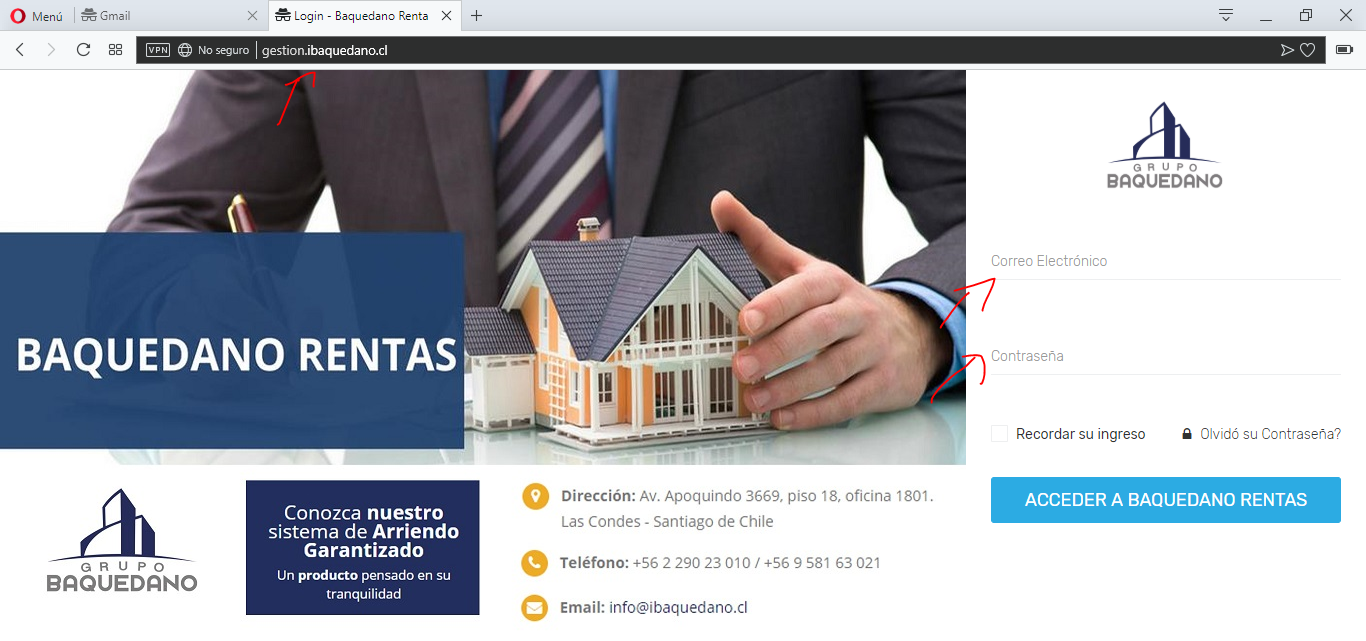 Menú
Gmail
Login - Baquedano Renta
VPN
No seguro
gestion.ibaquedano.cl
BAQUEDANO RENTAS
GRUPO
BAQUEDANO
Conozca nuestro
sistema de Arriendo
Garantizado
Un producto pensado en su
tranquilidad
Dirección: Av. Apoquindo 3669, piso 18, oficina 1801.
Las Condes - Santiago de Chile
Teléfono: +56 2 290 23 010 / +56 9 581 63 021
Email: info@ibaquedano.cl
GRUPO
BAQUEDANO
Correo Electrónico
Contraseña
Recordar su ingreso
Olvidó su Contraseña?
ACCEDER A BAQUEDANO RENTAS